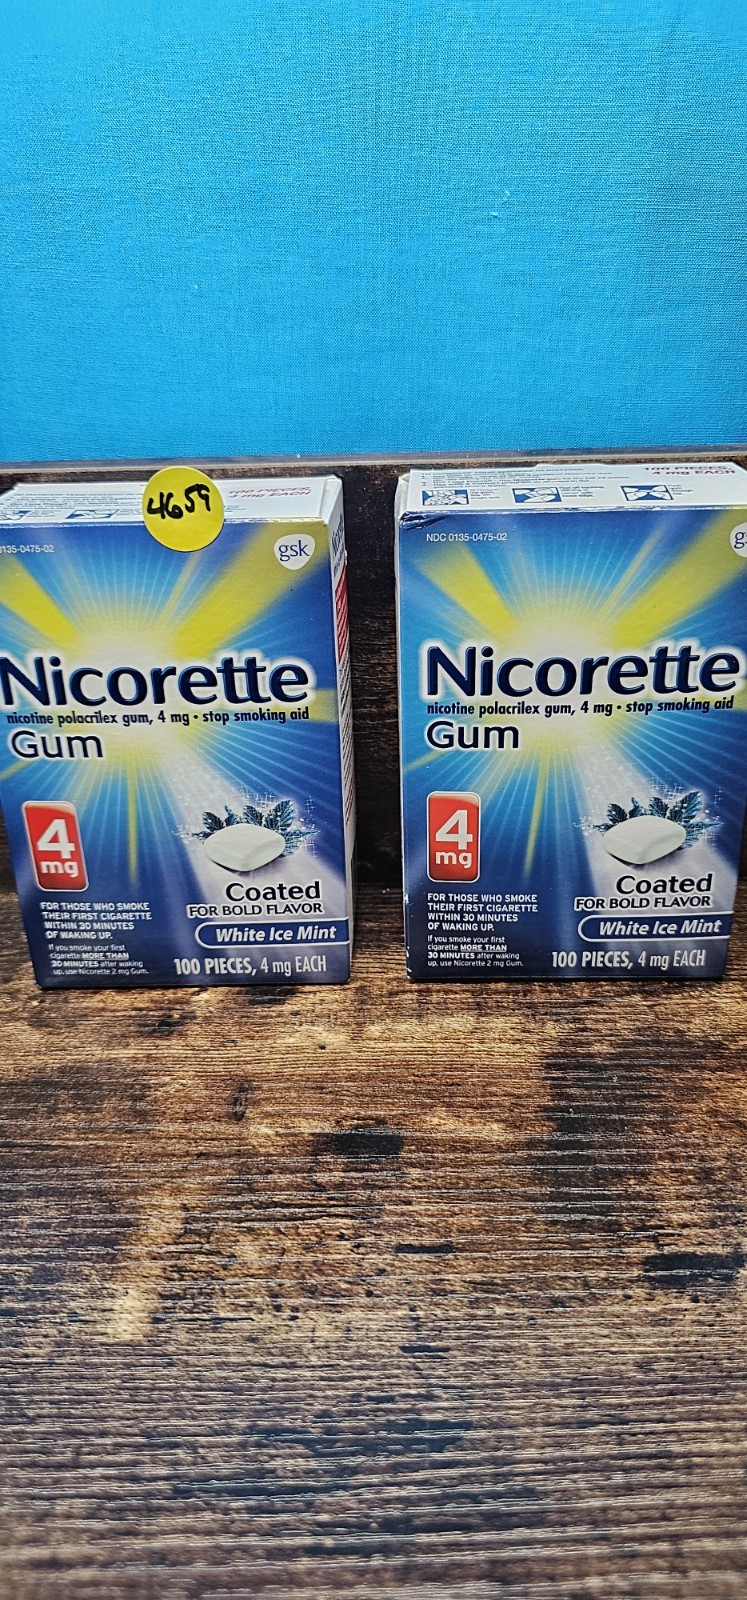 4659
100 PIECES,
4 mg EACH
0135-0475-02
gsk
Nicorette
nicotine polacrilex gum, 4 mg • stop smoking aid
Gum
4
mg
FOR THOSE WHO SMOKE
THEIR FIRST CIGARETTE
WITHIN 30 MINUTES
OF WAKING UP.
If you smoke your first
cigarette MORE THAN
30 MINUTES after waking
up, use Nicorette 2 mg Gum.
Coated
FOR BOLD FLAVOR
White Ice Mint
100 PIECES, 4 mg EACH
100 PIECES,
4 mg EACH
NDC 0135-0475-02
gs
Nicorette
nicotine polacrilex gum, 4 mg • stop smoking aid
Gum
4
mg
FOR THOSE WHO SMOKE
THEIR FIRST CIGARETTE
WITHIN 30 MINUTES
OF WAKING UP.
If you smoke your first
cigarette MORE THAN
30 MINUTES after waking
up, use Nicorette 2 mg Gum.
Coated
FOR BOLD FLAVOR
White Ice Mint
100 PIECES, 4 mg EACH